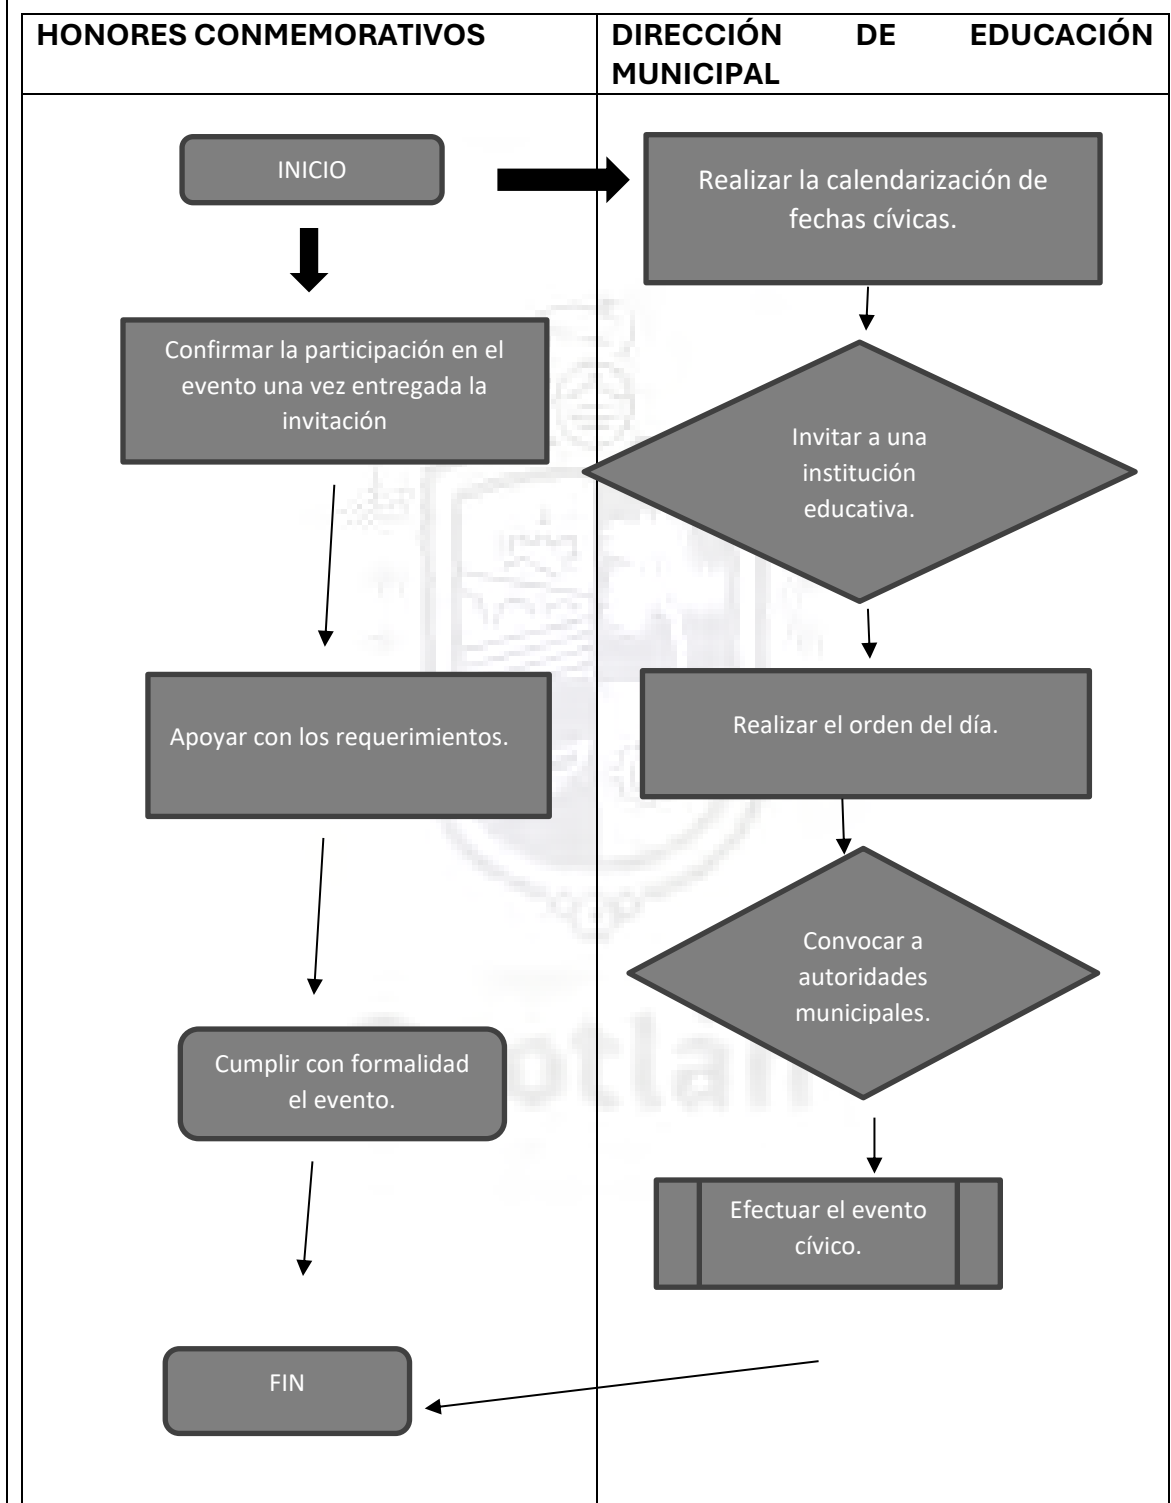 HONORES CONMEMORATIVOS
DIRECCIÓN DE EDUCACIÓN
MUNICIPAL
INICIO
Confirmar la participación en el
evento una vez entregada la
invitación
Apoyar con los requerimientos.
Cumplir con formalidad
el evento.
FIN
Realizar la calendarización de
fechas cívicas.
Invitar a una
institución
educativa.
Realizar el orden del día.
Convocar a
autoridades
municipales.
Efectuar el evento
cívico.